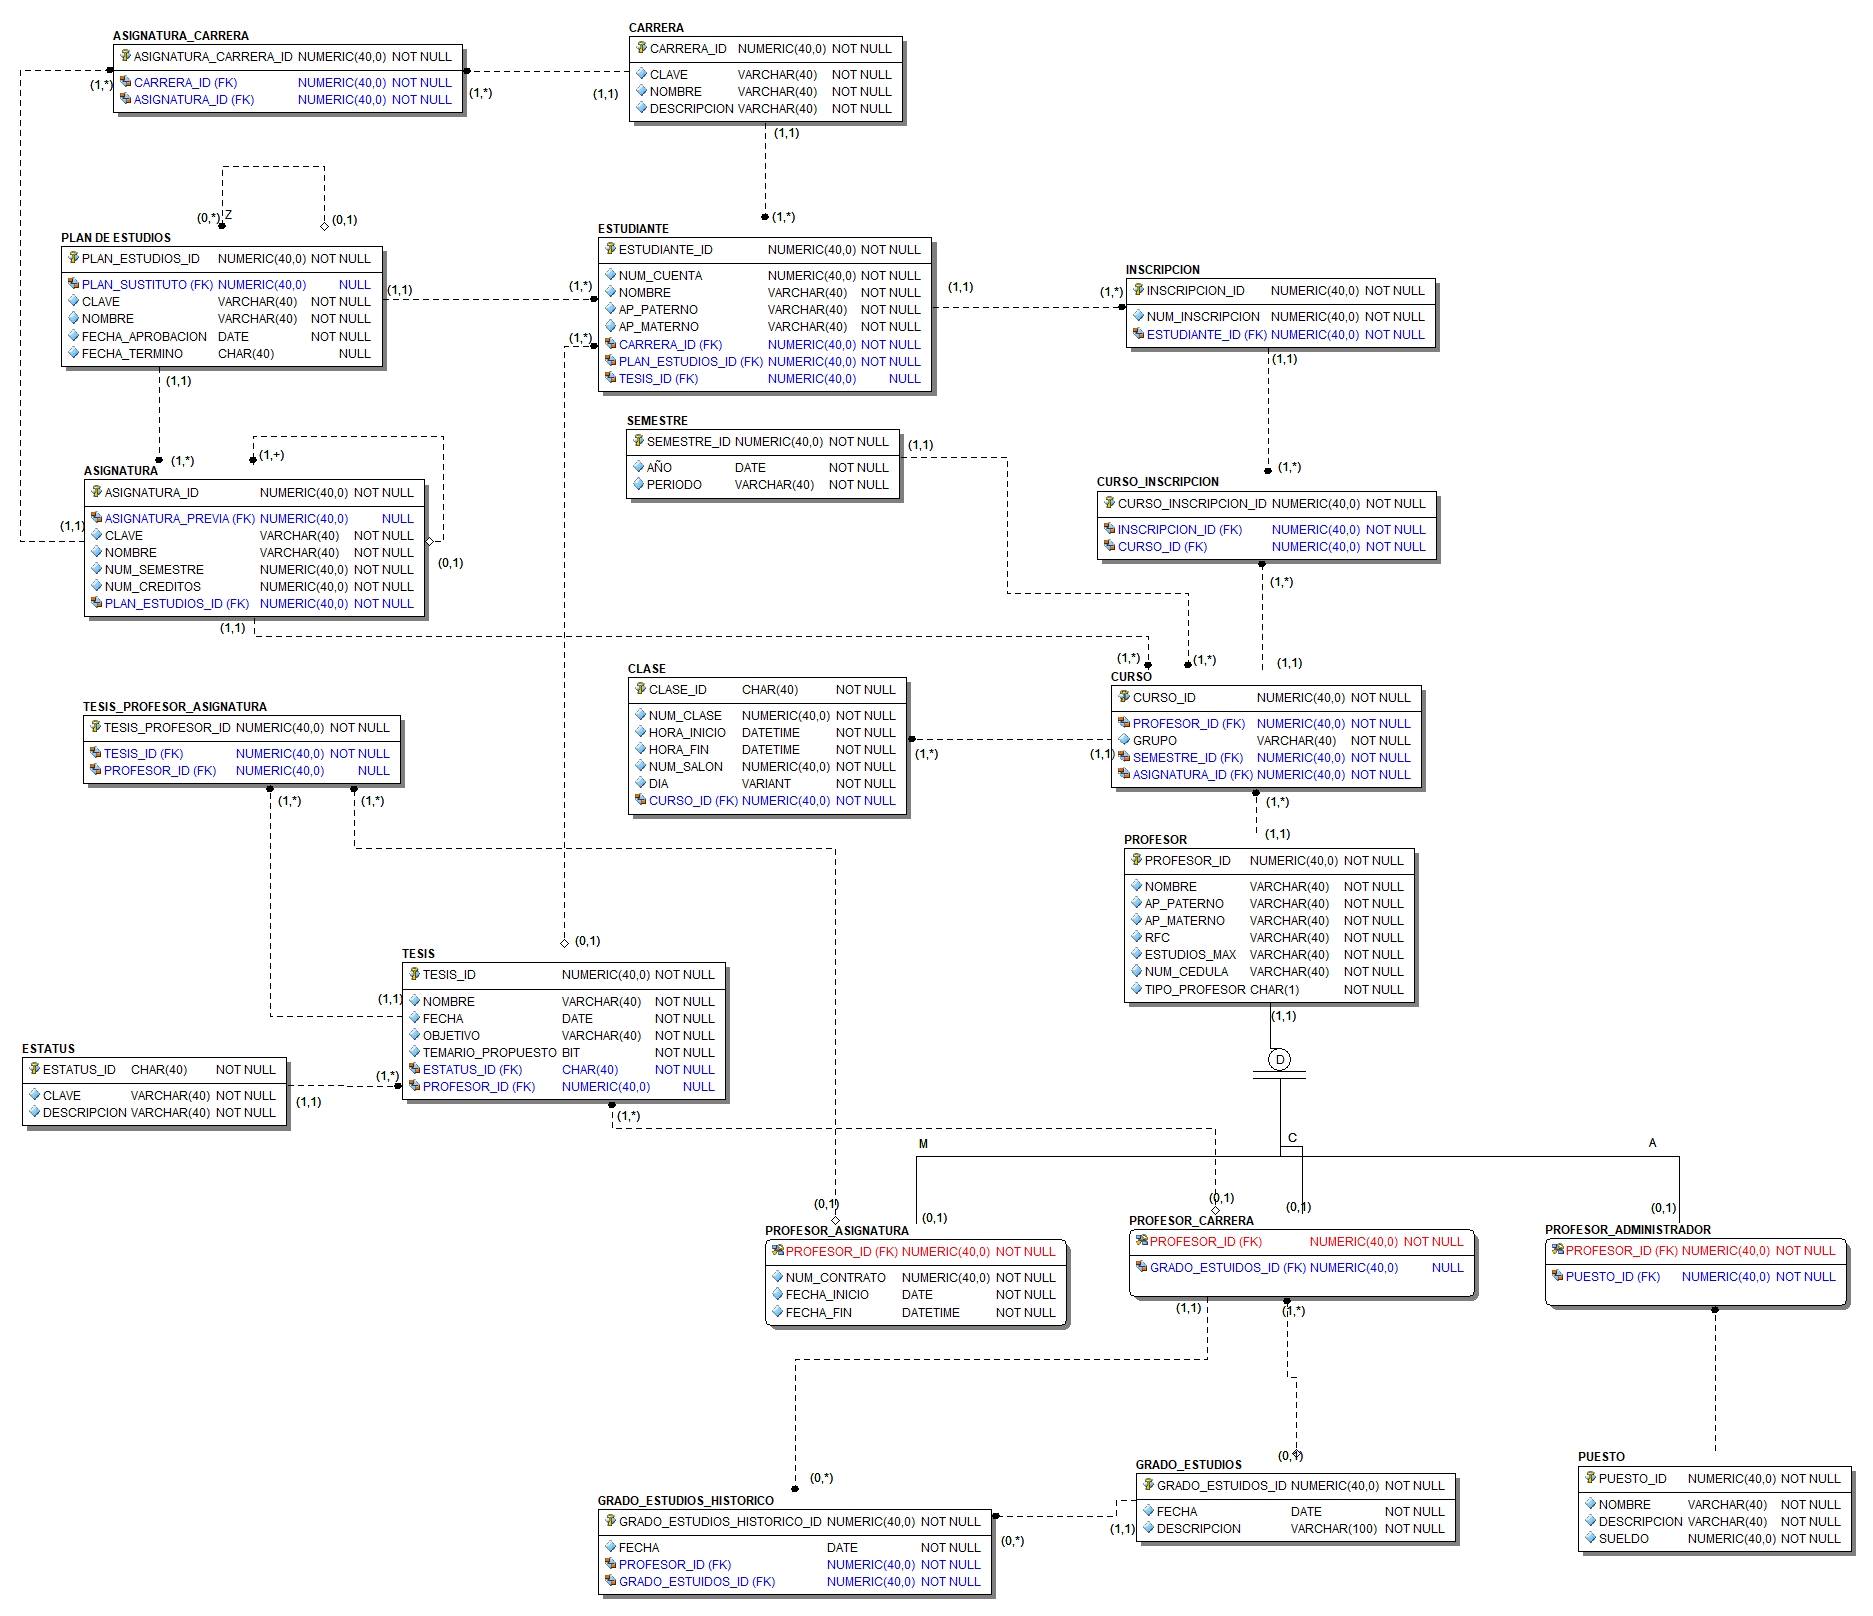 ASIGNATURA_CARRERA
ASIGNATURA_CARRERA_ID NUMERIC(40,0) NOT NULL
CARRERA_ID (FK) NUMERIC(40,0) NOT NULL
ASIGNATURA_ID (FK) NUMERIC(40,0) NOT NULL
(1,*)
(1,*)
(1,1)
CARRERA
CARRERA_ID NUMERIC(40,0) NOT NULL
CLAVE VARCHAR(40) NOT NULL
NOMBRE VARCHAR(40) NOT NULL
DESCRIPCION VARCHAR(40) NOT NULL
(1,1)
(1,*)
(0,*)
Z
(0,1)
PLAN DE ESTUDIOS
PLAN_ESTUDIOS_ID NUMERIC(40,0) NOT NULL
PLAN_SUSTITUTO (FK) NUMERIC(40,0) NULL
CLAVE VARCHAR(40) NOT NULL
NOMBRE VARCHAR(40) NOT NULL
FECHA_APROBACION DATE NOT NULL
FECHA_TERMINO CHAR(40) NULL
(1,1)
(1,*)
(1,*)
(1,1)
(1,*)
ESTUDIANTE
ESTUDIANTE_ID NUMERIC(40,0) NOT NULL
NUM_CUENTA NUMERIC(40,0) NOT NULL
NOMBRE VARCHAR(40) NOT NULL
AP_PATERNO VARCHAR(40) NOT NULL
AP_MATERNO VARCHAR(40) NOT NULL
CARRERA_ID (FK) NUMERIC(40,0) NOT NULL
PLAN_ESTUDIOS_ID (FK) NUMERIC(40,0) NOT NULL
TESIS_ID (FK) NUMERIC(40,0) NULL
(1,1)
(1,*)
INSCRIPCION
INSCRIPCION_ID NUMERIC(40,0) NOT NULL
NUM_INSCRIPCION NUMERIC(40,0) NOT NULL
ESTUDIANTE_ID (FK) NUMERIC(40,0) NOT NULL
(1,1)
(1,*)
ASIGNATURA
(1,+)
ASIGNATURA_ID NUMERIC(40,0) NOT NULL
ASIGNATURA_PREVIA (FK) NUMERIC(40,0) NULL
CLAVE VARCHAR(40) NOT NULL
NOMBRE VARCHAR(40) NOT NULL
NUM_SEMESTRE NUMERIC(40,0) NOT NULL
NUM_CREDITOS NUMERIC(40,0) NOT NULL
PLAN_ESTUDIOS_ID (FK) NUMERIC(40,0) NOT NULL
(1,1)
(0,1)
(1,1)
SEMESTRE
SEMESTRE_ID NUMERIC(40,0) NOT NULL
AÑO DATE NOT NULL
PERIODO VARCHAR(40) NOT NULL
(1,1)
CURSO_INSCRIPCION
CURSO_INSCRIPCION_ID NUMERIC(40,0) NOT NULL
INSCRIPCION_ID (FK) NUMERIC(40,0) NOT NULL
CURSO_ID (FK) NUMERIC(40,0) NOT NULL
(1,*)
(1,*)
(1,*)
(1,1)
CLASE
CLASE_ID CHAR(40) NOT NULL
NUM_CLASE NUMERIC(40,0) NOT NULL
HORA_INICIO DATETIME NOT NULL
HORA_FIN DATETIME NOT NULL
NUM_SALON NUMERIC(40,0) NOT NULL
DIA VARIANT NOT NULL
CURSO_ID (FK) NUMERIC(40,0) NOT NULL
(1,*)
(1,1)
CURSO
CURSO_ID NUMERIC(40,0) NOT NULL
PROFESOR_ID (FK) NUMERIC(40,0) NOT NULL
GRUPO VARCHAR(40) NOT NULL
SEMESTRE_ID (FK) NUMERIC(40,0) NOT NULL
ASIGNATURA_ID (FK) NUMERIC(40,0) NOT NULL
(1,*)
(1,1)
TESIS_PROFESOR_ASIGNATURA
TESIS_PROFESOR_ID NUMERIC(40,0) NOT NULL
TESIS_ID (FK) NUMERIC(40,0) NOT NULL
PROFESOR_ID (FK) NUMERIC(40,0) NULL
(1,*)
(1,*)
PROFESOR
PROFESOR_ID NUMERIC(40,0) NOT NULL
NOMBRE VARCHAR(40) NOT NULL
AP_PATERNO VARCHAR(40) NOT NULL
AP_MATERNO VARCHAR(40) NOT NULL
RFC VARCHAR(40) NOT NULL
ESTUDIOS_MAX VARCHAR(40) NOT NULL
NUM_CEDULA VARCHAR(40) NOT NULL
TIPO_PROFESOR CHAR(1) NOT NULL
(1,1)
D
(0,1)
TESIS
TESIS_ID NUMERIC(40,0) NOT NULL
NOMBRE VARCHAR(40) NOT NULL
FECHA DATE NOT NULL
OBJETIVO VARCHAR(40) NOT NULL
TEMARIO_PROPUESTO BIT NOT NULL
ESTATUS_ID (FK) CHAR(40) NOT NULL
PROFESOR_ID (FK) NUMERIC(40,0) NULL
(1,1)
(1,*)
(1,*)
ESTATUS
ESTATUS_ID CHAR(40) NOT NULL
CLAVE VARCHAR(40) NOT NULL
DESCRIPCION VARCHAR(40) NOT NULL
(1,1)
M
C
A
(0,1)
(0,1)
(0,1)
(0,1)
(0,1)
PROFESOR_ASIGNATURA
PROFESOR_ID (FK) NUMERIC(40,0) NOT NULL
NUM_CONTRATO NUMERIC(40,0) NOT NULL
FECHA_INICIO DATE NOT NULL
FECHA_FIN DATETIME NOT NULL
PROFESOR_CARRERA
PROFESOR_ID (FK) NUMERIC(40,0) NOT NULL
GRADO_ESTUIDOS_ID (FK) NUMERIC(40,0) NULL
(1,1)
(1,*)
PROFESOR_ADMINISTRADOR
PROFESOR_ID (FK) NUMERIC(40,0) NOT NULL
PUESTO_ID (FK) NUMERIC(40,0) NOT NULL
(0,*)
(0,1)
GRADO_ESTUDIOS_HISTORICO
GRADO_ESTUDIOS_HISTORICO_ID NUMERIC(40,0) NOT NULL
FECHA DATE NOT NULL
PROFESOR_ID (FK) NUMERIC(40,0) NOT NULL
GRADO_ESTUIDOS_ID (FK) NUMERIC(40,0) NOT NULL
(0,*)
(1,1)
GRADO_ESTUDIOS
GRADO_ESTUIDOS_ID NUMERIC(40,0) NOT NULL
FECHA DATE NOT NULL
DESCRIPCION VARCHAR(100) NOT NULL
PUESTO
PUESTO_ID NUMERIC(40,0) NOT NULL
NOMBRE VARCHAR(40) NOT NULL
DESCRIPCION VARCHAR(40) NOT NULL
SUELDO NUMERIC(40,0) NOT NULL